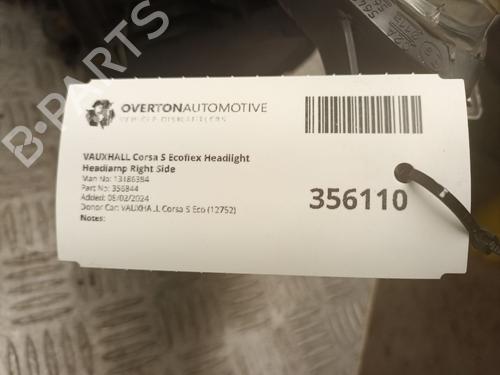 B-PARTS
OVERTONAUTOMOTIVE
VEHICLE DISMANTLERS
VAUXHALL Corsa S Ecoflex Headlight
Headlamp Right Side
Man No: 13186384
Part No: 356844
Added: 08/02/2024
Donor Car: VAUXHALL Corsa S Eco (12752)
Notes:
356110